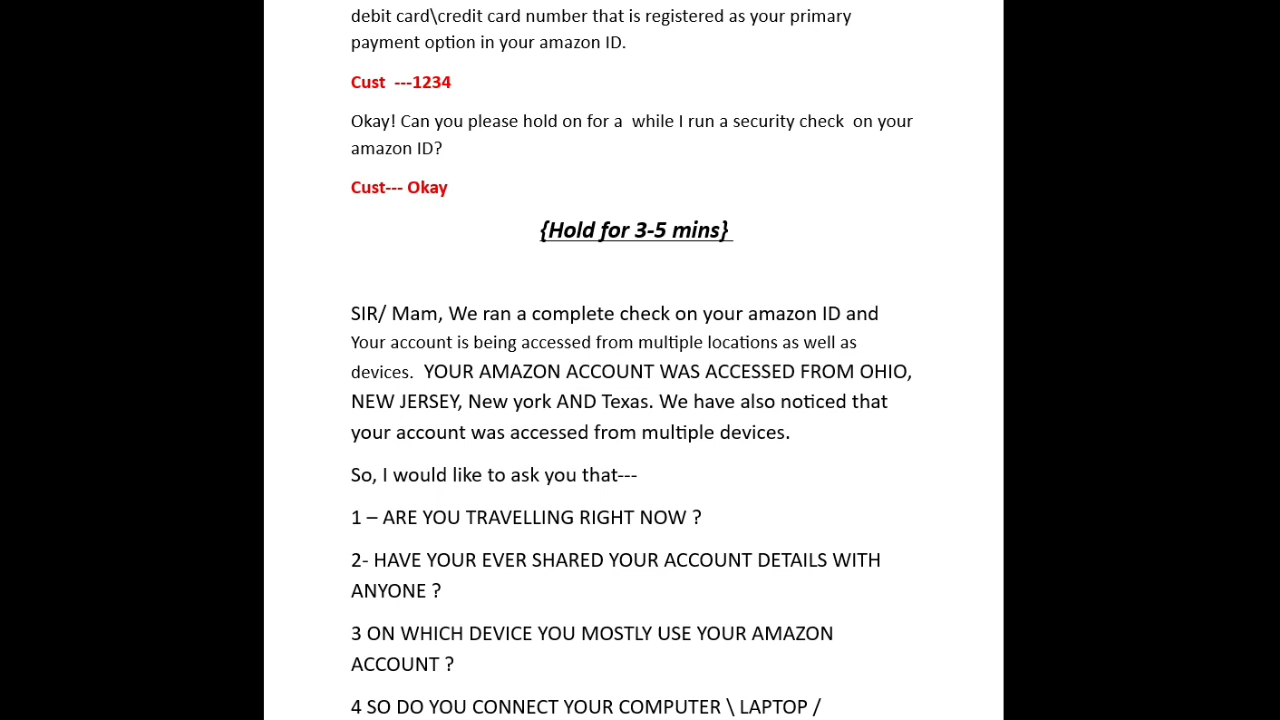 debit card\credit card number that is registered as your primary
payment option in your amazon ID.
Cust ---1234
Okay! Can you please hold on for a while I run a security check on your
amazon ID?
Cust--- Okay
{Hold for 3-5 mins}
SIR/ Mam, We ran a complete check on your amazon ID and
Your account is being accessed from multiple locations as well as
devices. YOUR AMAZON ACCOUNT WAS ACCESSED FROM OHIO,
NEW JERSEY, New york AND Texas. We have also noticed that
your account was accessed from multiple devices.
So, I would like to ask you that---
1 – ARE YOU TRAVELLING RIGHT NOW ?
2- HAVE YOUR EVER SHARED YOUR ACCOUNT DETAILS WITH
ANYONE ?
3 ON WHICH DEVICE YOU MOSTLY USE YOUR AMAZON
ACCOUNT ?
4 SO DO YOU CONNECT YOUR COMPUTER \ LAPTOP /